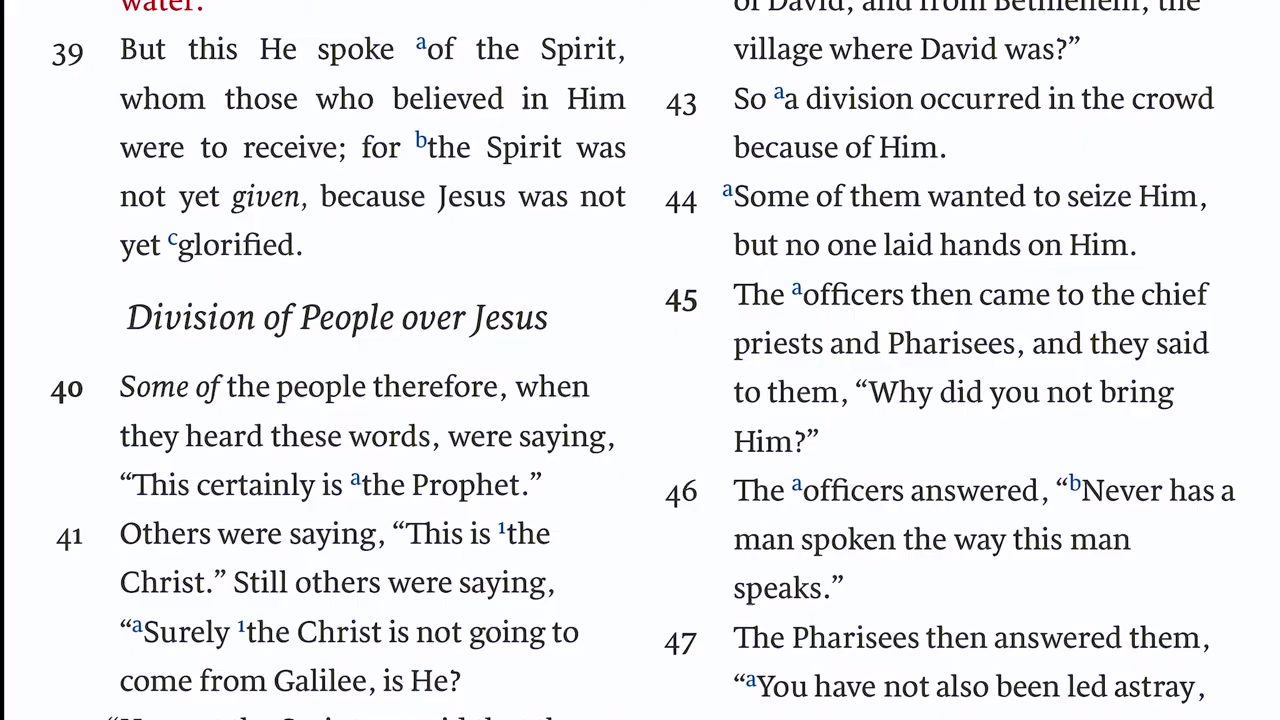 water.
39 But this He spoke aof the Spirit,
whom those who believed in Him
were to receive; for bthe Spirit was
not yet given, because Jesus was not
yet cglorified.
Division of People over Jesus
40 Some of the people therefore, when
they heard these words, were saying,
“This certainly is athe Prophet.”
41 Others were saying, “This is 1the
Christ.” Still others were saying,
“aSurely 1the Christ is not going to
come from Galilee, is He?
of David, and from Bethlehem, the
village where David was?”
43 So aa division occurred in the crowd
because of Him.
44 aSome of them wanted to seize Him,
but no one laid hands on Him.
45 The aofficers then came to the chief
priests and Pharisees, and they said
to them, “Why did you not bring
Him?”
46 The aofficers answered, “bNever has a
man spoken the way this man
speaks.”
47 The Pharisees then answered them,
“aYou have not also been led astray,